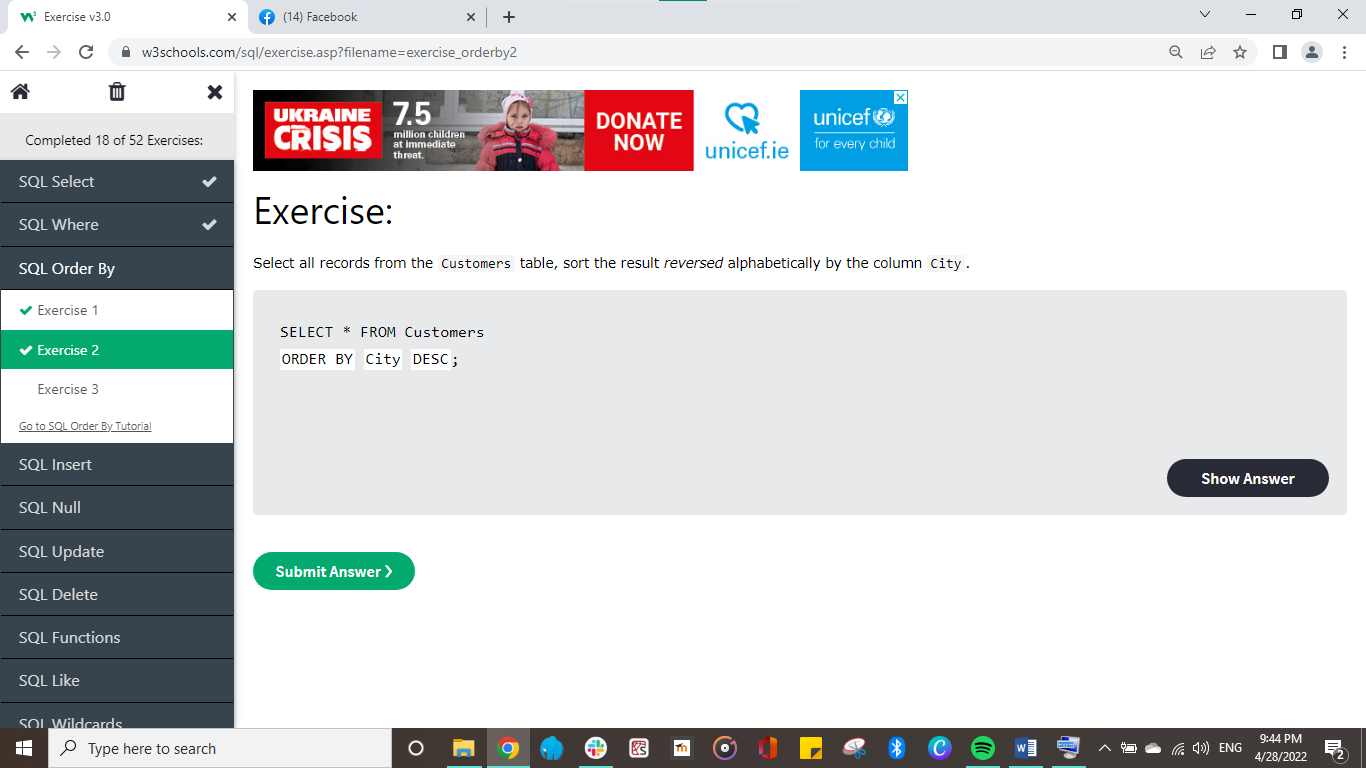 Exercise v3.0
(14) Facebook
w3schools.com/sql/exercise.asp?filename=exercise_orderby2
Completed 18 of 52 Exercises:
SQL Select
SQL Where
SQL Order By
Exercise 1
Exercise 2
Exercise 3
Go to SQL Order By Tutorial
SQL Insert
SQL Null
SQL Update
SQL Delete
SQL Functions
SQL Like
SQL Wildcards
UKRAINE
CRISIS
7.5
million children
at immediate
threat.
DONATE
NOW
unicef.ie
unicef
for every child
Exercise:
Select all records from the Customers table, sort the result reversed alphabetically by the column City.
SELECT * FROM Customers
ORDER BY City DESC;
Show Answer
Submit Answer ❯
Type here to search
ENG
9:44 PM
4/28/2022
2